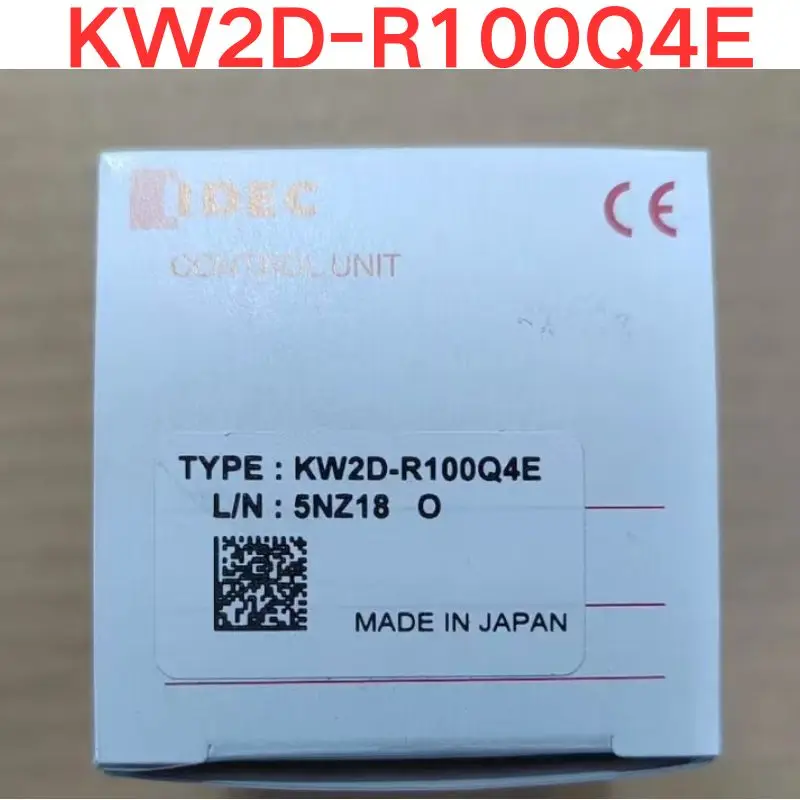 KW2D-R100Q4E
IDEC
CE
CONTROL UNIT
TYPE : KW2D-R100Q4E
L/N : 5NZ18 O
MADE IN JAPAN